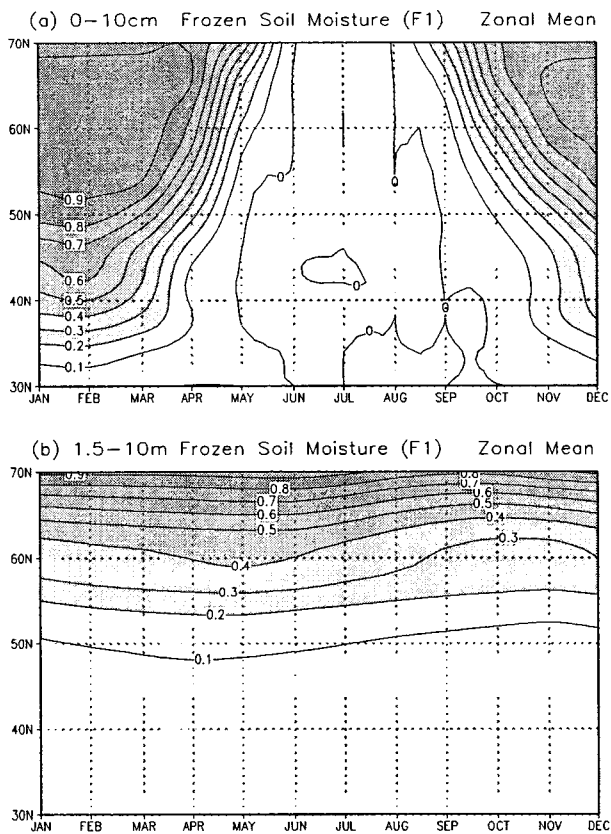 (a) 0-10cm Frozen Soil Moisture (F1) Zonal Mean
70N
60N
0.9
50N
0.8
0.7
0.6
40N
0.5
0.4
0.3
0.2
0.1
30N
0
0
0
0
0
JAN FEB MAR APR MAY JUN JUL AUG SEP OCT NOV DEC
(b) 1.5-10m Frozen Soil Moisture (F1) Zonal Mean
70N
0.9
0.8
0.8
0.7
0.7
0.6
0.6
0.5
0.5
0.4
0.3
60N
0.4
0.3
0.2
50N
0.1
40N
30N
JAN FEB MAR APR MAY JUN JUL AUG SEP OCT NOV DEC